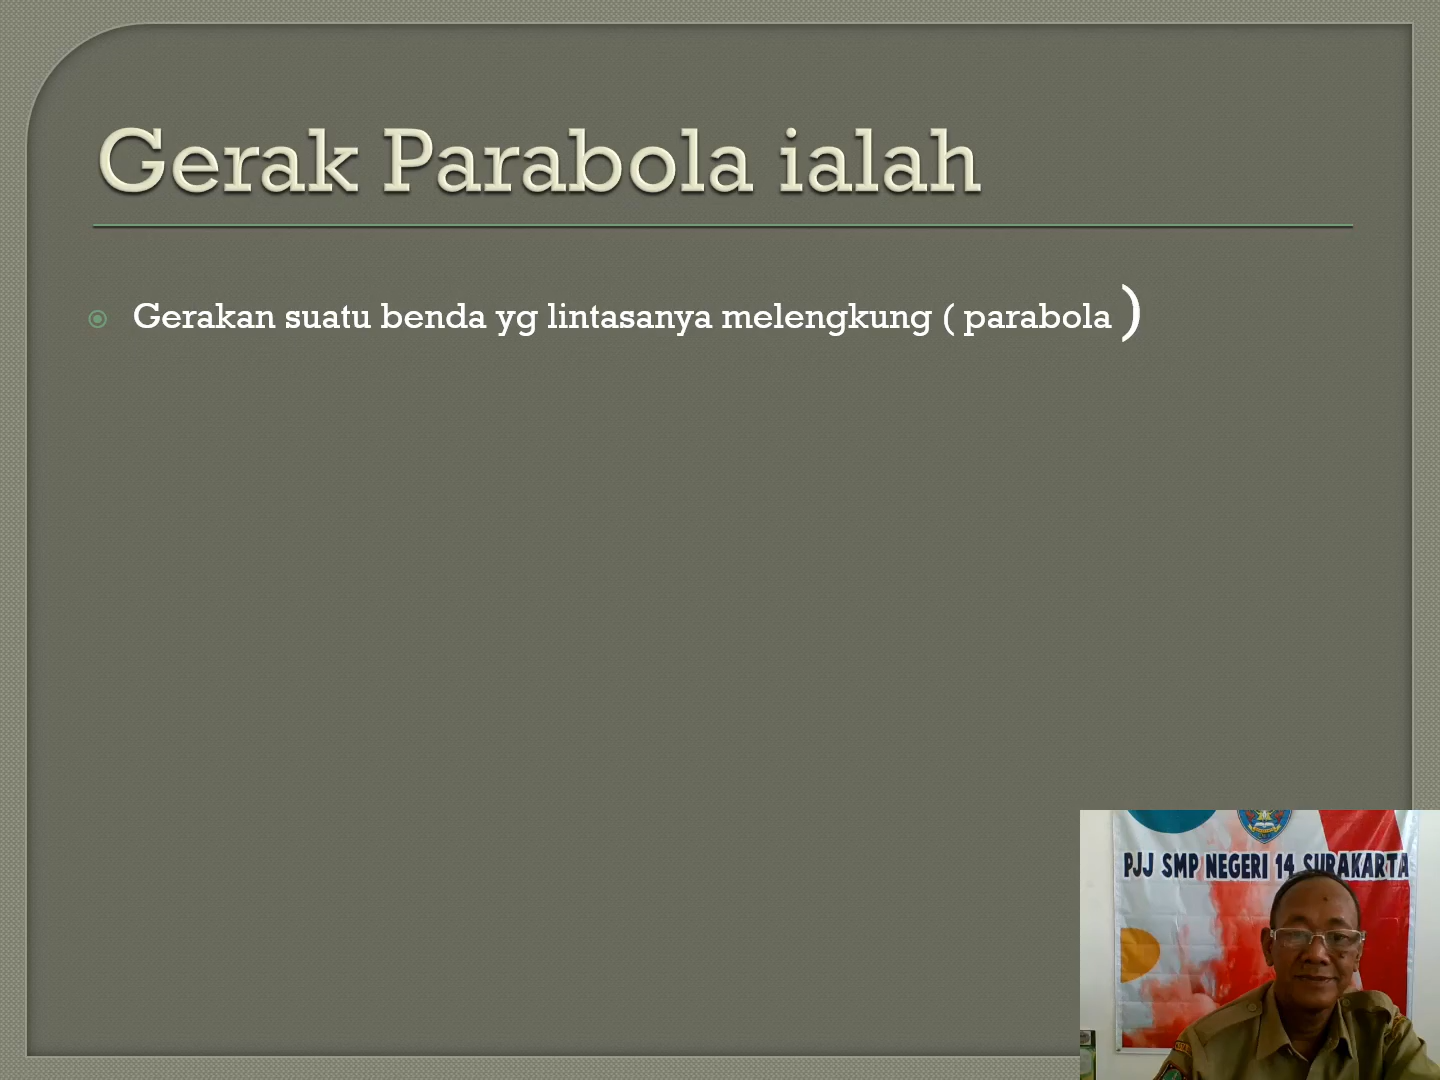 Gerak Parabola ialah
Gerakan suatu benda yg lintasanya melengkung ( parabola )
PJJ SMP NEGERI 14 SURAKARTA